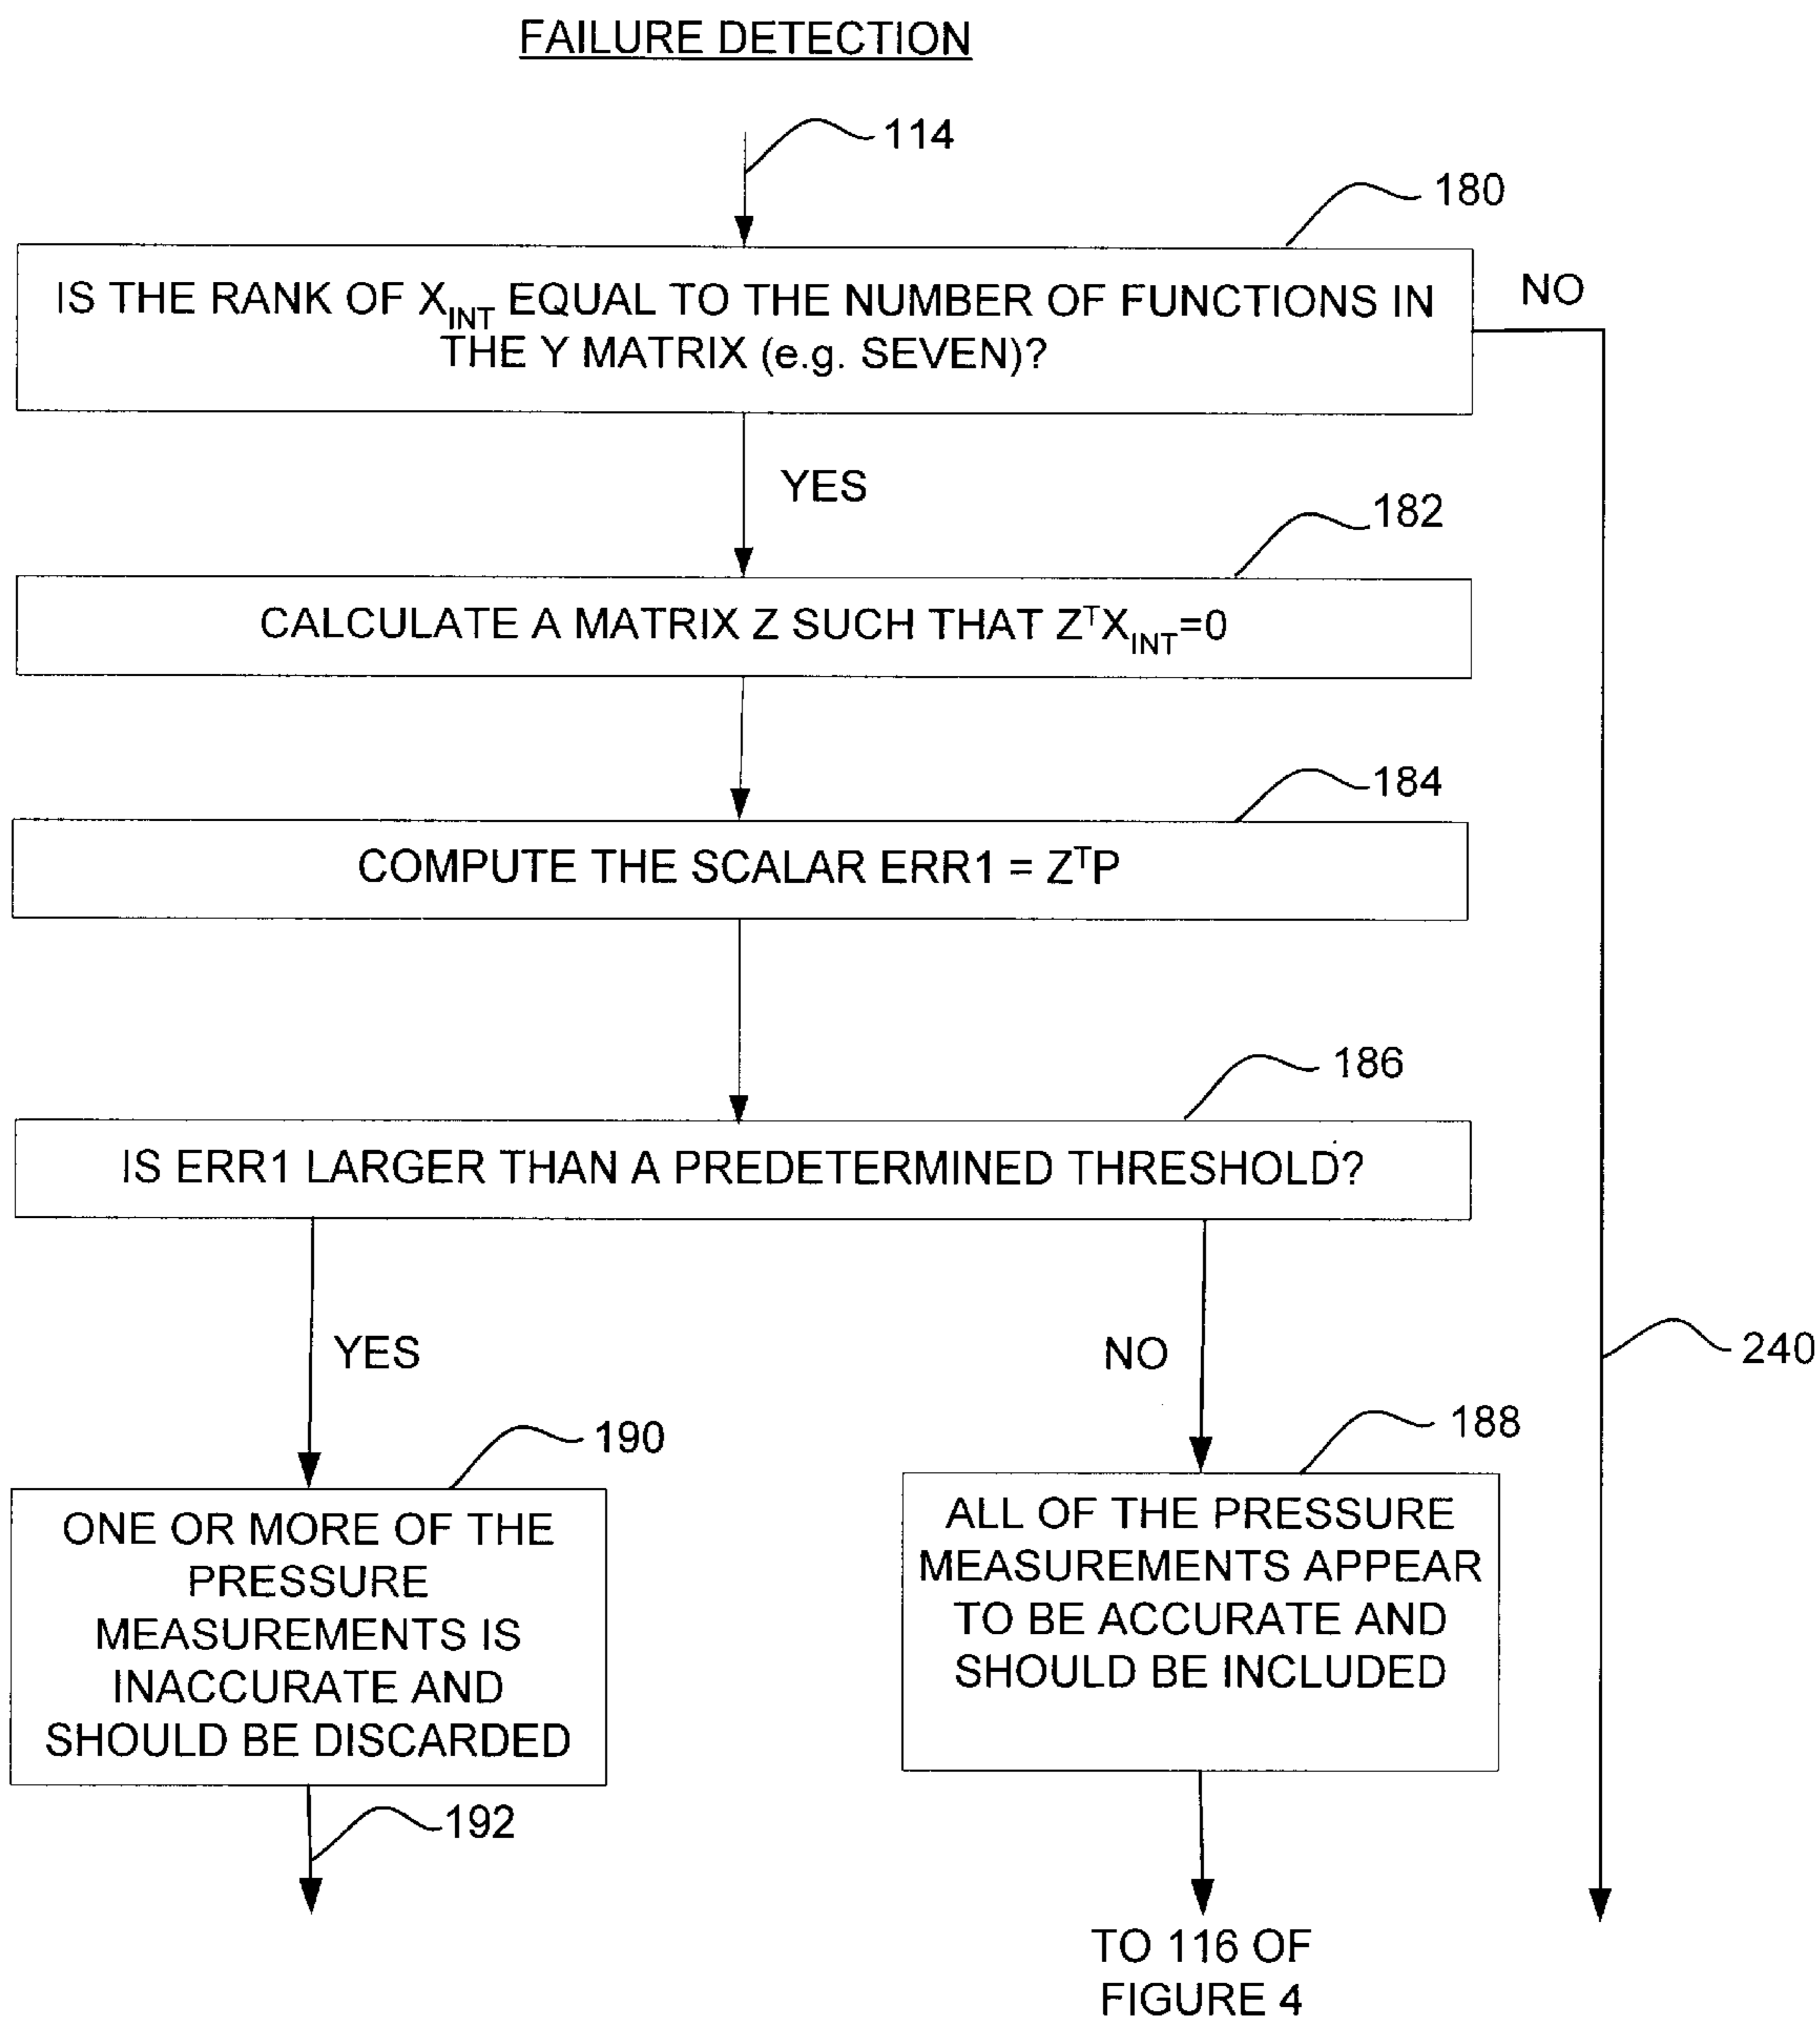 FAILURE DETECTION
114
180
IS THE RANK OF X_INT EQUAL TO THE NUMBER OF FUNCTIONS IN
THE Y MATRIX (e.g. SEVEN)?
NO
YES
182
CALCULATE A MATRIX Z SUCH THAT Z^T X_INT=0
184
COMPUTE THE SCALAR ERR1 = Z^T P
186
IS ERR1 LARGER THAN A PREDETERMINED THRESHOLD?
YES
NO
240
190
188
ONE OR MORE OF THE
PRESSURE
MEASUREMENTS IS
INACCURATE AND
SHOULD BE DISCARDED
ALL OF THE PRESSURE
MEASUREMENTS APPEAR
TO BE ACCURATE AND
SHOULD BE INCLUDED
192
TO 116 OF
FIGURE 4